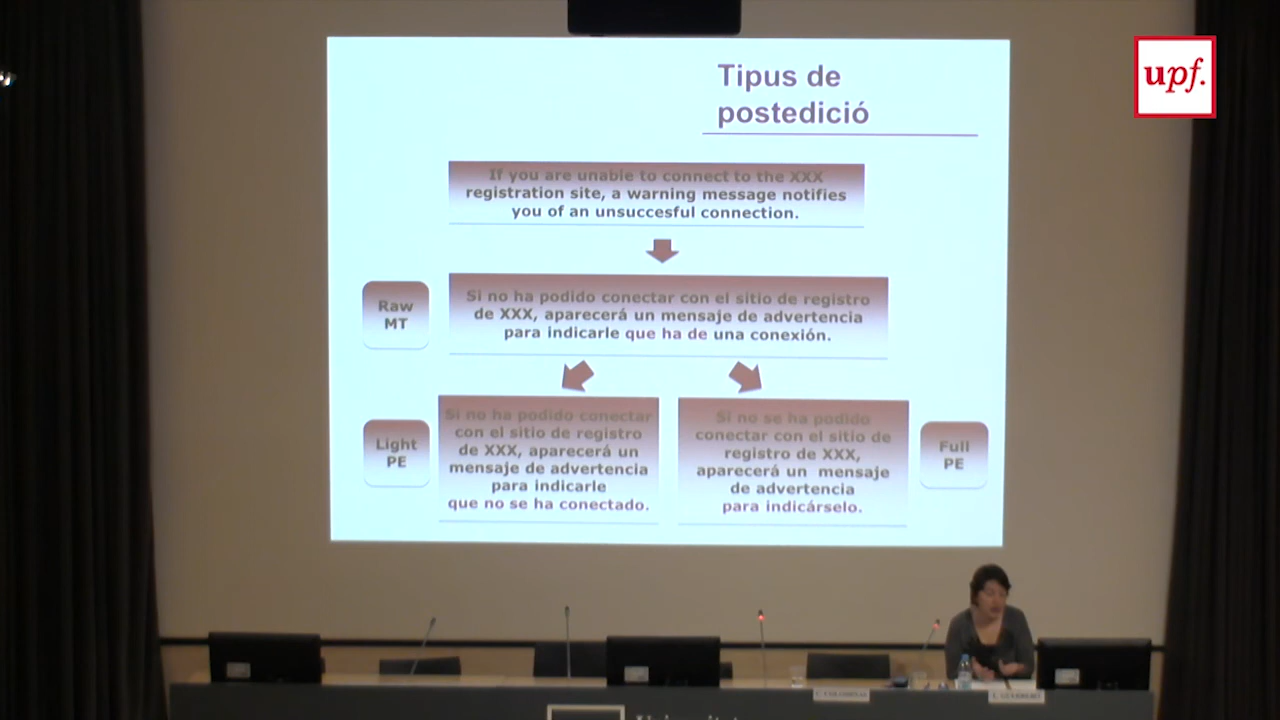 Tipus de
postedició
upf.
If you are unable to connect to the XXX
registration site, a warning message notifies
you of an unsuccesful connection.
Raw
MT
Si no ha podido conectar con el sitio de registro
de XXX, aparecerá un mensaje de advertencia
para indicarle que ha de una conexión.
Light
PE
Si no ha podido conectar
con el sitio de registro
de XXX, aparecerá un
mensaje de advertencia
para indicarle
que no se ha conectado.
Si no se ha podido
conectar con el sitio de
registro de XXX,
aparecerá un mensaje
de advertencia
para indicárselo.
Full
PE